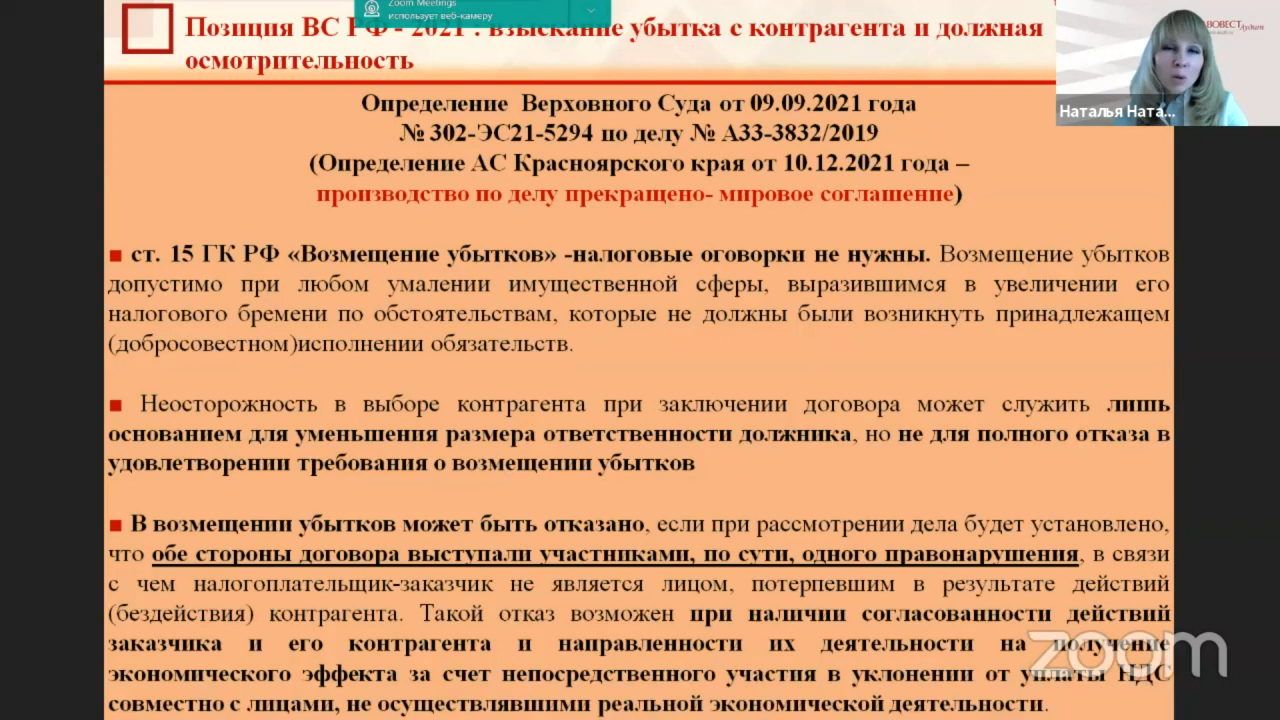 Zoom Meetings
использует веб-камеру
Позиция ВС РФ - 2021 : взыскание убытка с контрагента и должная
осмотрительность
Наталья Ната...
Определение Верховного Суда от 09.09.2021 года
№ 302-ЭС21-5294 по делу № А33-3832/2019
(Определение АС Красноярского края от 10.12.2021 года –
производство по делу прекращено- мировое соглашение)
■ ст. 15 ГК РФ «Возмещение убытков» -налоговые оговорки не нужны. Возмещение убытков
допустимо при любом умалении имущественной сферы, выразившимся в увеличении его
налогового бремени по обстоятельствам, которые не должны были возникнуть принадлежащем
(добросовестном)исполнении обязательств.
■ Неосторожность в выборе контрагента при заключении договора может служить лишь
основанием для уменьшения размера ответственности должника, но не для полного отказа в
удовлетворении требования о возмещении убытков
■ В возмещении убытков может быть отказано, если при рассмотрении дела будет установлено,
что обе стороны договора выступали участниками, по сути, одного правонарушения, в связи
с чем налогоплательщик-заказчик не является лицом, потерпевшим в результате действий
(бездействия) контрагента. Такой отказ возможен при наличии согласованности действий
заказчика и его контрагента и направленности их деятельности на получение
экономического эффекта за счет непосредственного участия в уклонении от уплаты НДС
совместно с лицами, не осуществлявшими реальной экономической деятельности.
zoom